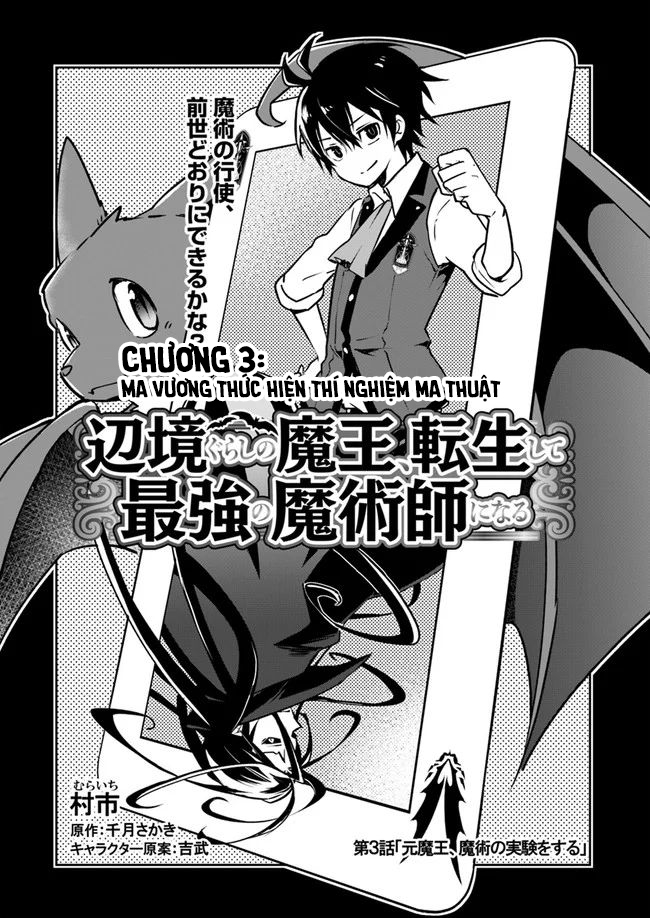 魔術の行使、
前世どおりにできるかな?
CHƯƠNG 3:
MA VƯƠNG THỨC HIỆN THÍ NGHIỆM MA THUẬT
辺境ぐらしの魔王、転生して
最強の魔術師になる
むらいち
村市
原作:千月さかき
キャラクター原案:吉武
第3話「元魔王、魔術の実験をする」